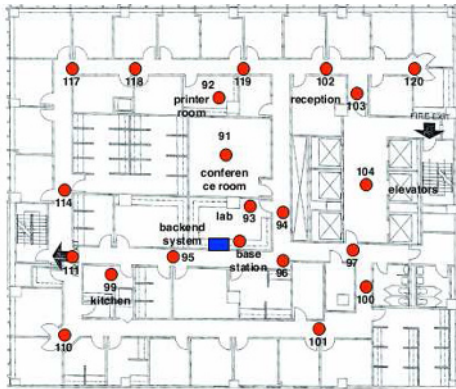 117
118
119
102
120
92
printer
room
reception
103
FIRE EXIT
91
conferen
ce room
104
elevators
114
lab
93
94
backend
system
base
station
111
95
96
97
99
kitchen
100
110
101